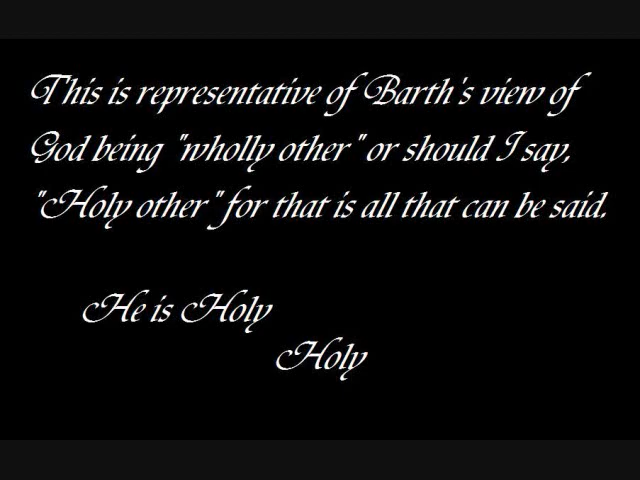 This is representative of Barth's view of
God being "wholly other" or should I say,
"Holy other" for that is all that can be said.
He is Holy
Holy